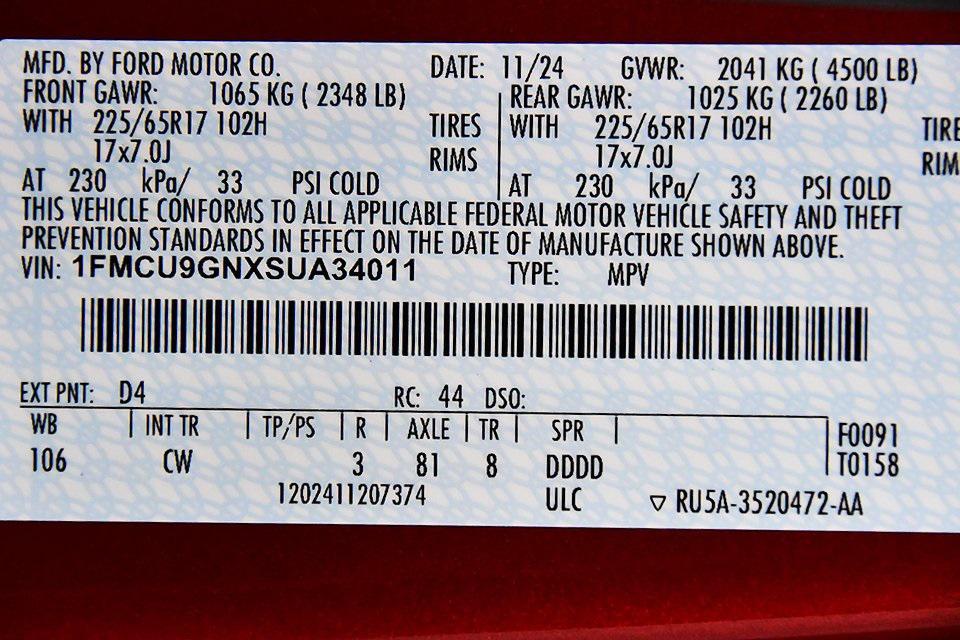 MFD. BY FORD MOTOR CO. DATE: 11/24 GVWR: 2041 KG ( 4500 LB)
FRONT GAWR: 1065 KG ( 2348 LB) REAR GAWR: 1025 KG ( 2260 LB)
WITH 225/65R17 102H TIRES WITH 225/65R17 102H TIRE
17x7.0J RIMS 17x7.0J RIM
AT 230 kPa/ 33 PSI COLD AT 230 kPa/ 33 PSI COLD
THIS VEHICLE CONFORMS TO ALL APPLICABLE FEDERAL MOTOR VEHICLE SAFETY AND THEFT
PREVENTION STANDARDS IN EFFECT ON THE DATE OF MANUFACTURE SHOWN ABOVE.
VIN: 1FMCU9GNXSUA34011 TYPE: MPV
EXT PNT: D4 RC: 44 DSO:
WB INT TR TP/PS R AXLE TR SPR F0091
106 CW 3 81 8 DDDD T0158
1202411207374 ULC ▽ RU5A-3520472-AA